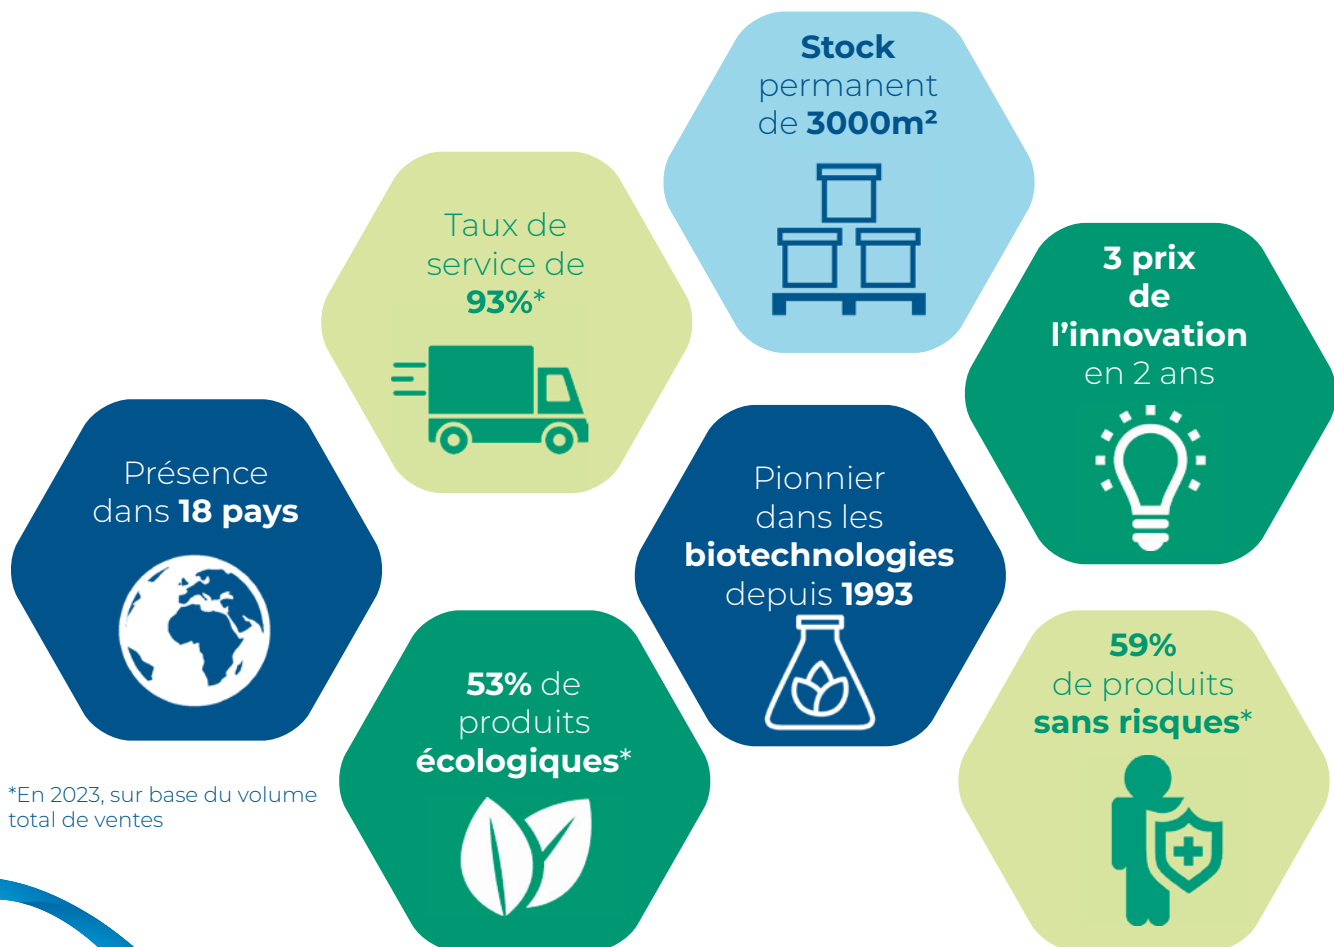 Stock
permanent
de 3000m²
Taux de
service de
93%*
3 prix
de
l’innovation
en 2 ans
Présence
dans 18 pays
Pionnier
dans les
biotechnologies
depuis 1993
53% de
produits
écologiques*
59%
de produits
sans risques*
*En 2023, sur base du volume
total de ventes